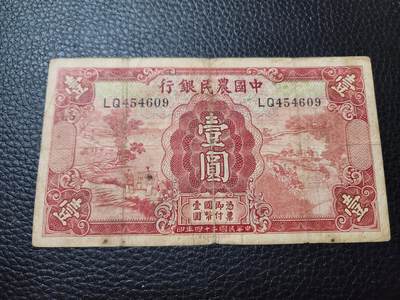 中國農民銀行
LQ454609 LQ454609
壹 壹
壹圓
壹 壹
憑票即付國幣壹圓
中華民國二十四年印